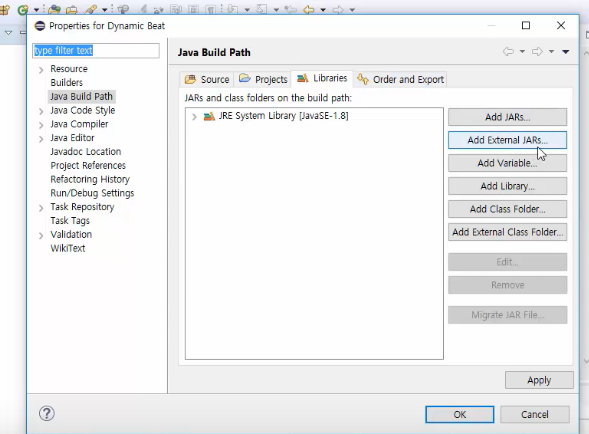 Properties for Dynamic Beat
type filter text
Resource
Builders
Java Build Path
Java Code Style
Java Compiler
Java Editor
Javadoc Location
Project References
Refactoring History
Run/Debug Settings
Task Repository
Task Tags
Validation
WikiText
Java Build Path
Source Projects Libraries Order and Export
JARs and class folders on the build path:
JRE System Library [JavaSE-1.8]
Add JARs...
Add External JARs...
Add Variable...
Add Library...
Add Class Folder...
Add External Class Folder...
Edit...
Remove
Migrate JAR File...
Apply
OK Cancel